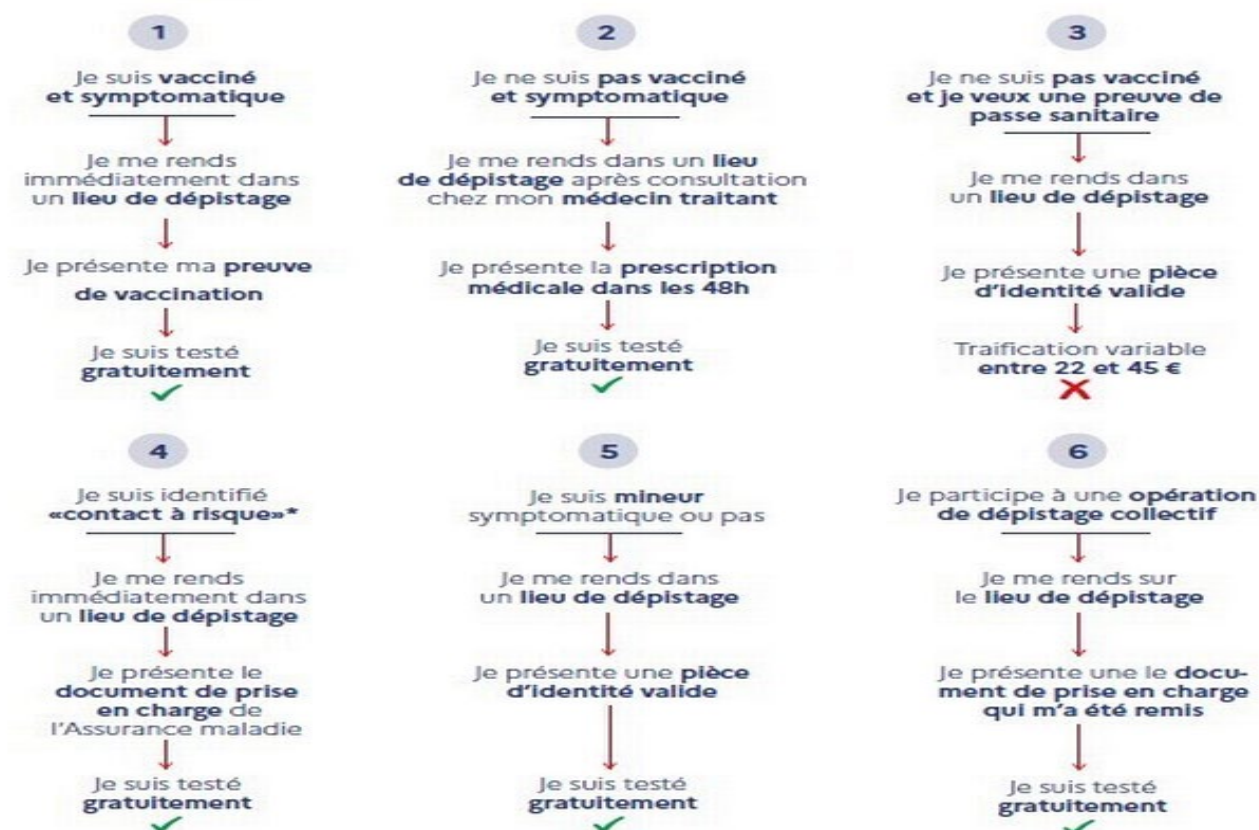 1
Je suis vacciné
et symptomatique
Je me rends
immédiatement dans
un lieu de dépistage
Je présente ma preuve
de vaccination
Je suis testé
gratuitement
2
Je ne suis pas vacciné
et symptomatique
Je me rends dans un lieu
de dépistage après consultation
chez mon médecin traitant
Je présente la prescription
médicale dans les 48h
Je suis testé
gratuitement
3
Je ne suis pas vacciné
et je veux une preuve de
passe sanitaire
Je me rends dans
un lieu de dépistage
Je présente une pièce
d'identité valide
Traification variable
entre 22 et 45 €
4
Je suis identifié
«contact à risque»*
Je me rends
immédiatement dans
un lieu de dépistage
Je présente le
document de prise
en charge de
l'Assurance maladie
Je suis testé
gratuitement
5
Je suis mineur
symptomatique ou pas
Je me rends dans
un lieu de dépistage
Je présente une pièce
d'identité valide
Je suis testé
gratuitement
6
Je participe à une opération
de dépistage collectif
Je me rends sur
le lieu de dépistage
Je présente une le docu-
ment de prise en charge
qui m'a été remis
Je suis testé
gratuitement